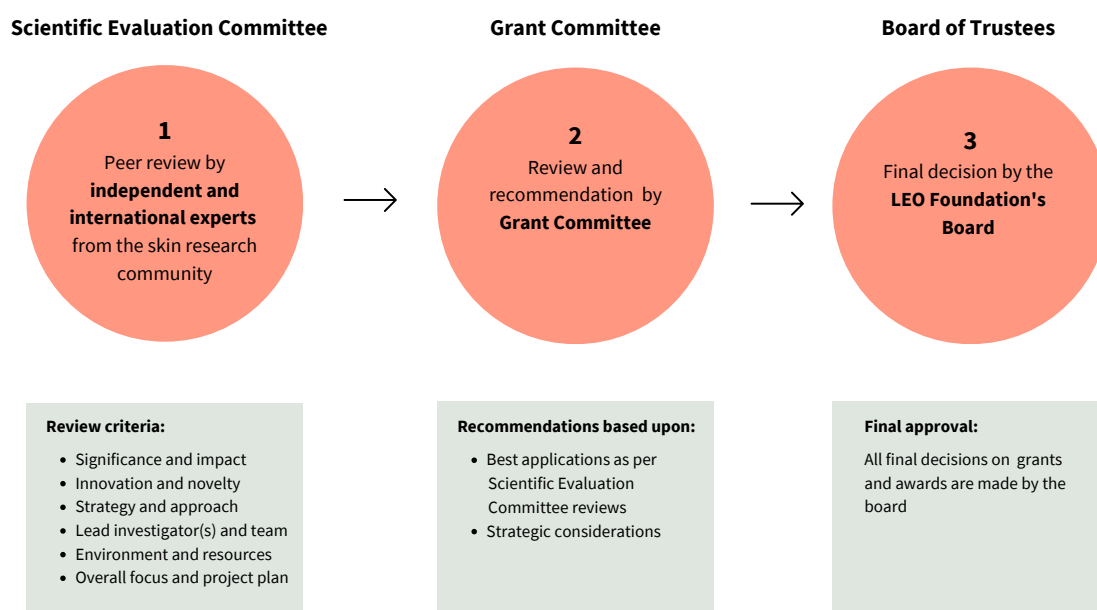 Scientific Evaluation Committee
1
Peer review by
independent and
international experts
from the skin research
community
Review criteria:
• Significance and impact
• Innovation and novelty
• Strategy and approach
• Lead investigator(s) and team
• Environment and resources
• Overall focus and project plan
Grant Committee
2
Review and
recommendation by
Grant Committee
Recommendations based upon:
• Best applications as per
Scientific Evaluation
Committee reviews
• Strategic considerations
Board of Trustees
3
Final decision by the
LEO Foundation's
Board
Final approval:
All final decisions on grants
and awards are made by the
board